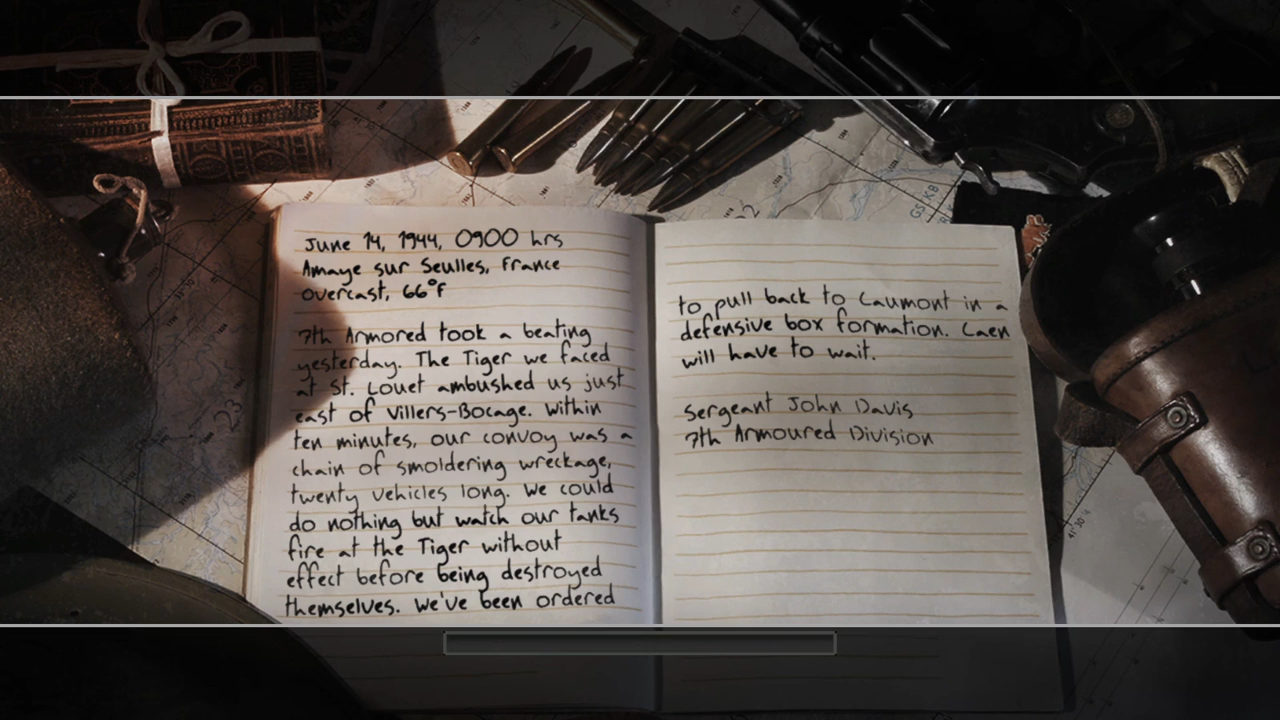 June 14, 1944, 0900 hrs
Amaye sur Seulles, France
Overcast, 66°F
7th Armored took a beating
yesterday. The Tiger we faced
at St. Louet ambushed us just
east of Villers-Bocage. Within
ten minutes, our convoy was a
chain of smoldering wreckage,
twenty vehicles long. We could
do nothing but watch our tanks
fire at the Tiger without
effect before being destroyed
themselves. We've been ordered
to pull back to Caumont in a
defensive box formation. Caen
will have to wait.
Sergeant John Davis
7th Armoured Division
GSKB
23